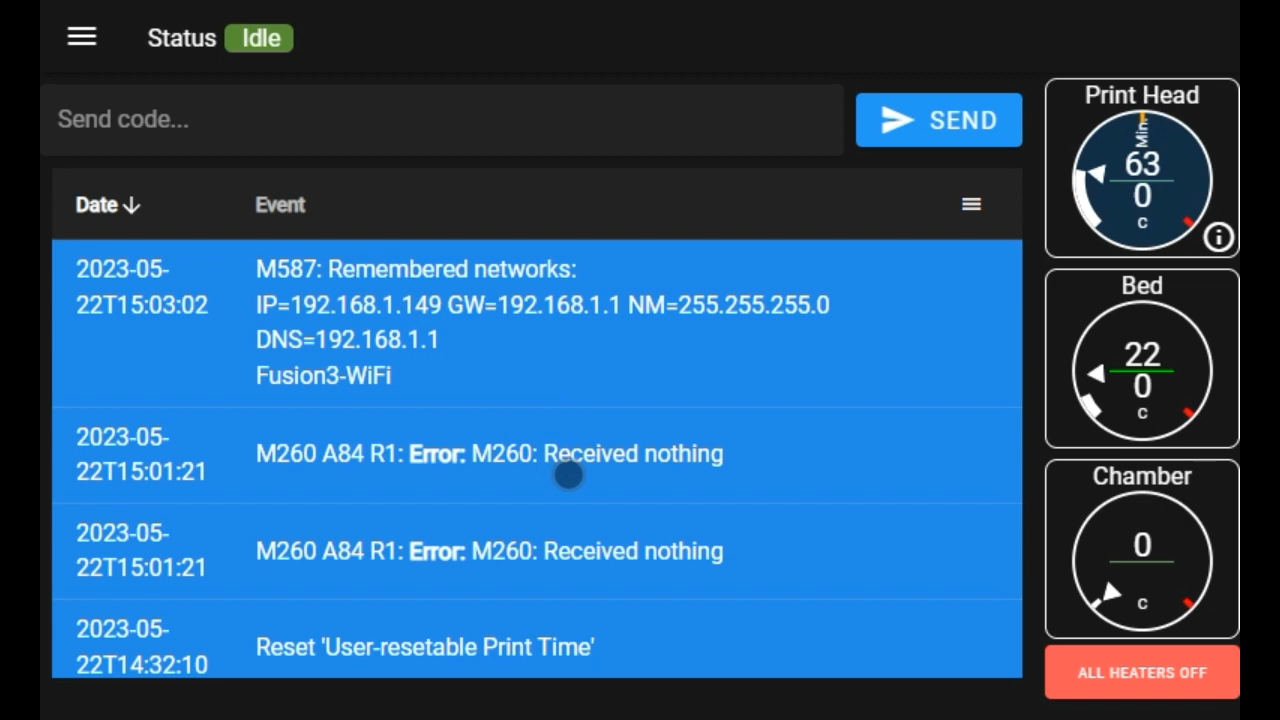 Status Idle
Send code...
SEND
Date
Event
2023-05-
22T15:03:02
M587: Remembered networks:
IP=192.168.1.149 GW=192.168.1.1 NM=255.255.255.0
DNS=192.168.1.1
Fusion3-WiFi
2023-05-
22T15:01:21
M260 A84 R1: Error: M260: Received nothing
2023-05-
22T15:01:21
M260 A84 R1: Error: M260: Received nothing
2023-05-
22T14:32:10
Reset 'User-resetable Print Time'
Print Head
Min
63
0
C
Bed
22
0
C
Chamber
0
C
ALL HEATERS OFF